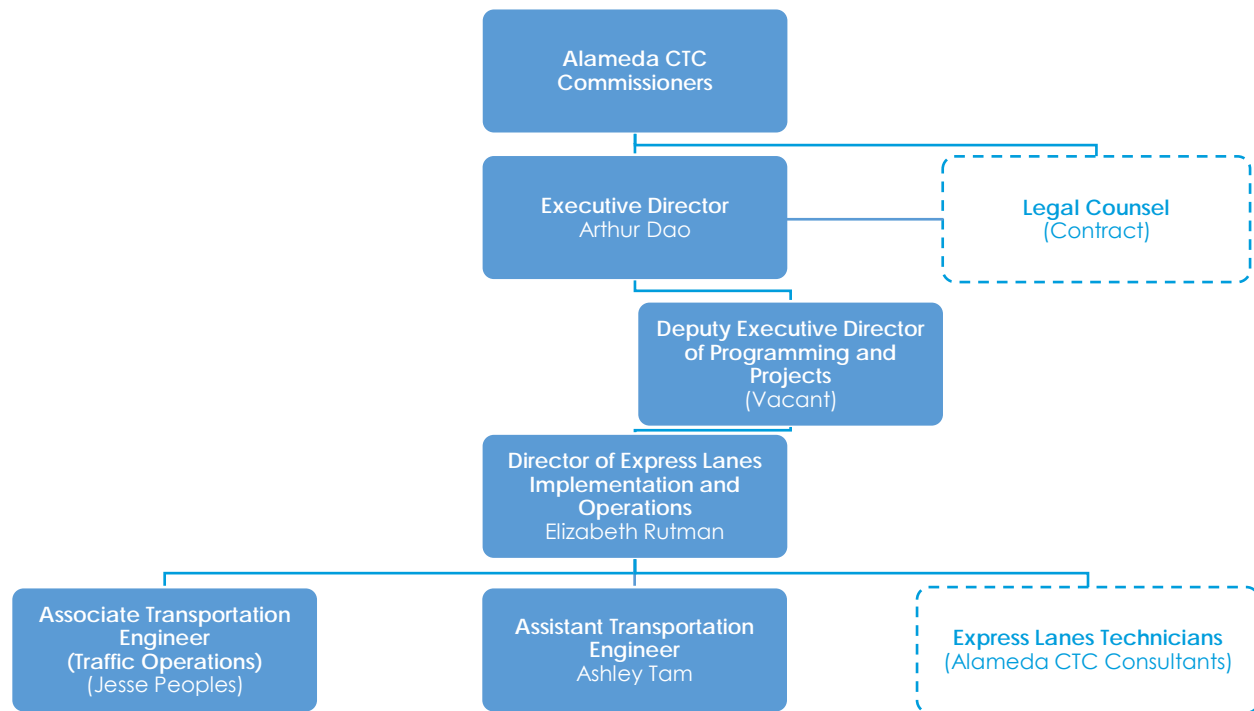 Alameda CTC
Commissioners
Executive Director
Arthur Dao
Legal Counsel
(Contract)
Deputy Executive Director
of Programming and
Projects
(Vacant)
Director of Express Lanes
Implementation and
Operations
Elizabeth Rutman
Associate Transportation
Engineer
(Traffic Operations)
(Jesse Peoples)
Assistant Transportation
Engineer
Ashley Tam
Express Lanes Technicians
(Alameda CTC Consultants)